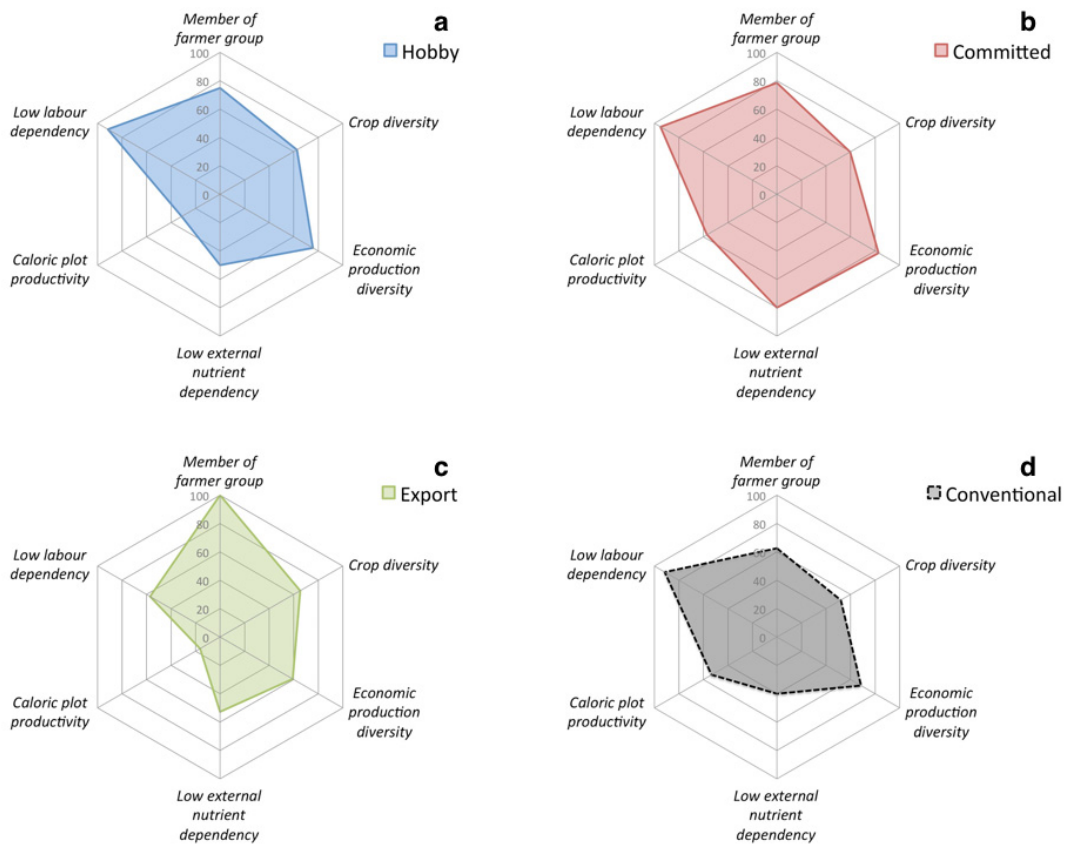 a
Member of
farmer group
Hobby
100
80
60
40
20
0
Low labour
dependency
Crop diversity
Caloric plot
productivity
Economic
production
diversity
Low external
nutrient
dependency
b
Member of
farmer group
Committed
100
80
60
40
20
0
Low labour
dependency
Crop diversity
Caloric plot
productivity
Economic
production
diversity
Low external
nutrient
dependency
c
Member of
farmer group
Export
100
80
60
40
20
0
Low labour
dependency
Crop diversity
Caloric plot
productivity
Economic
production
diversity
Low external
nutrient
dependency
d
Member of
farmer group
Conventional
100
80
60
40
20
0
Low labour
dependency
Crop diversity
Caloric plot
productivity
Economic
production
diversity
Low external
nutrient
dependency